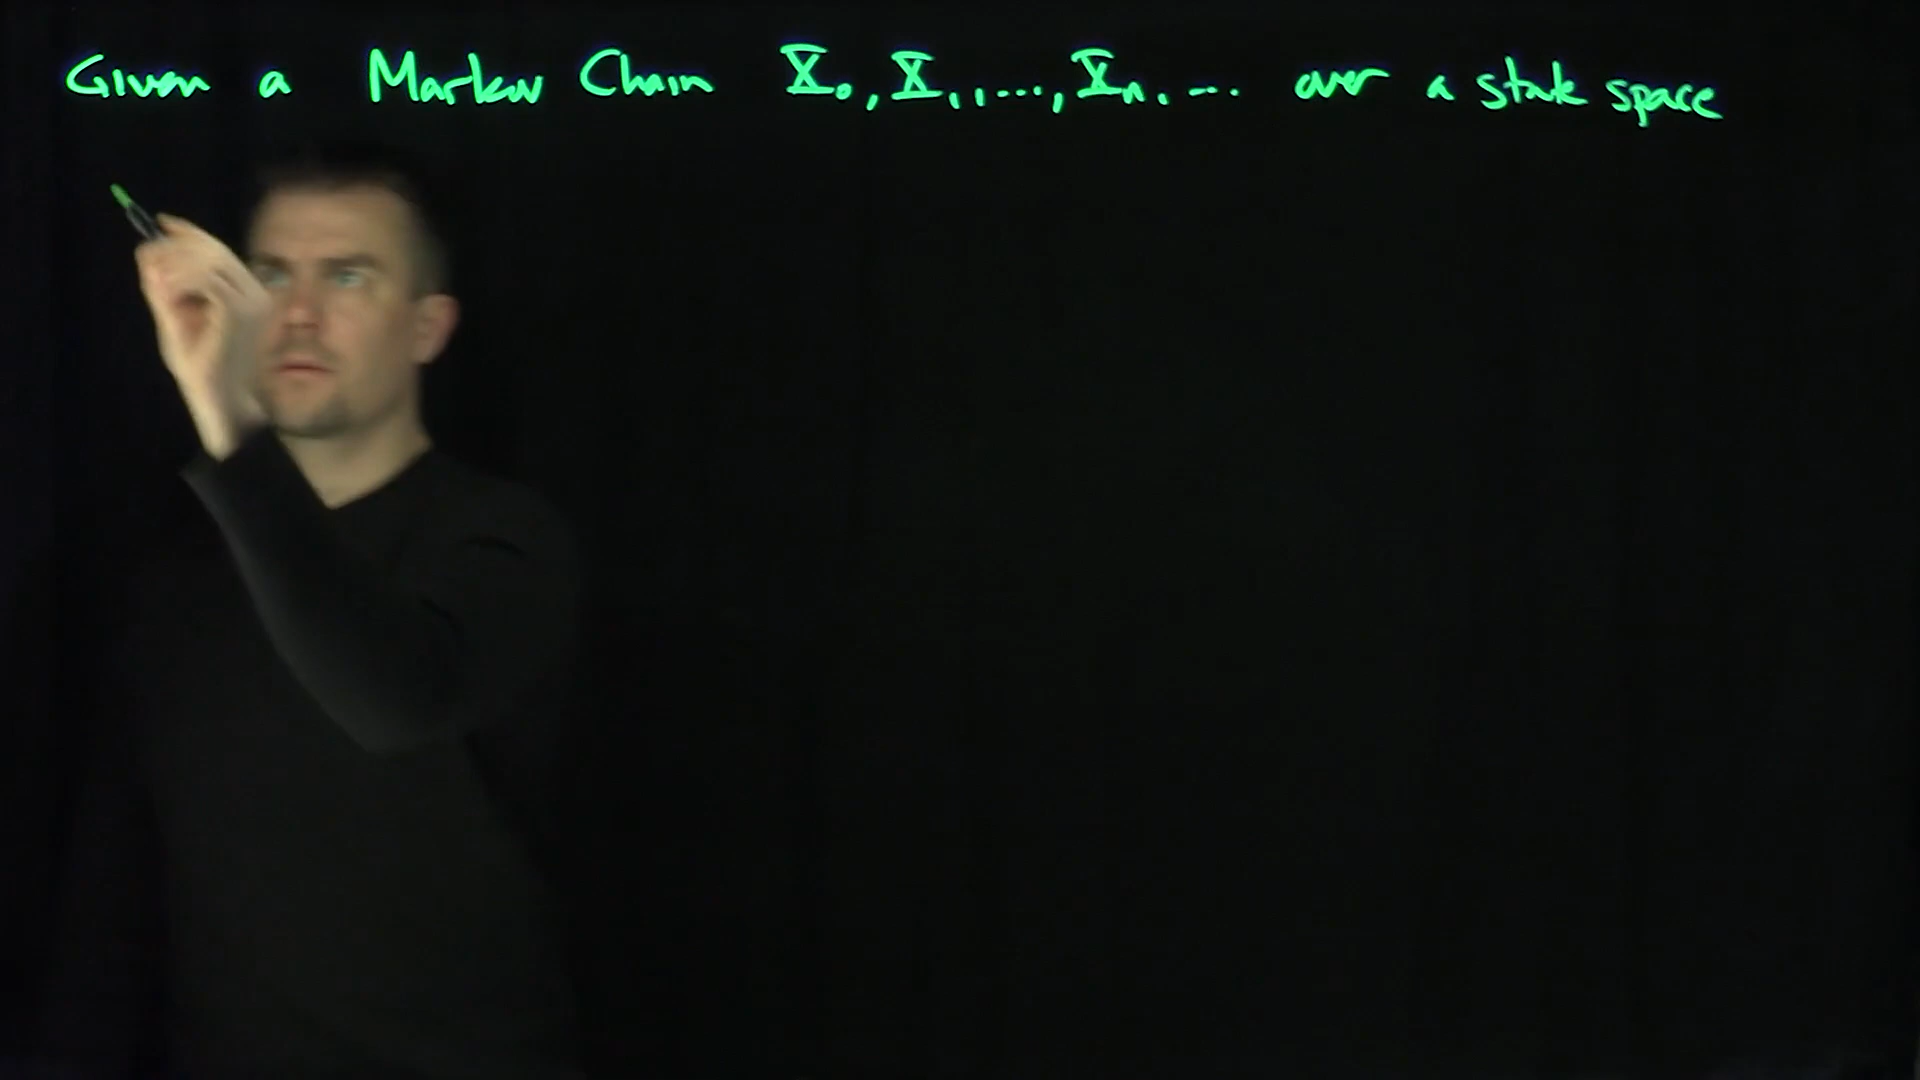 Given a Markov Chain X₀, X₁, ..., Xₙ, ... over a state space